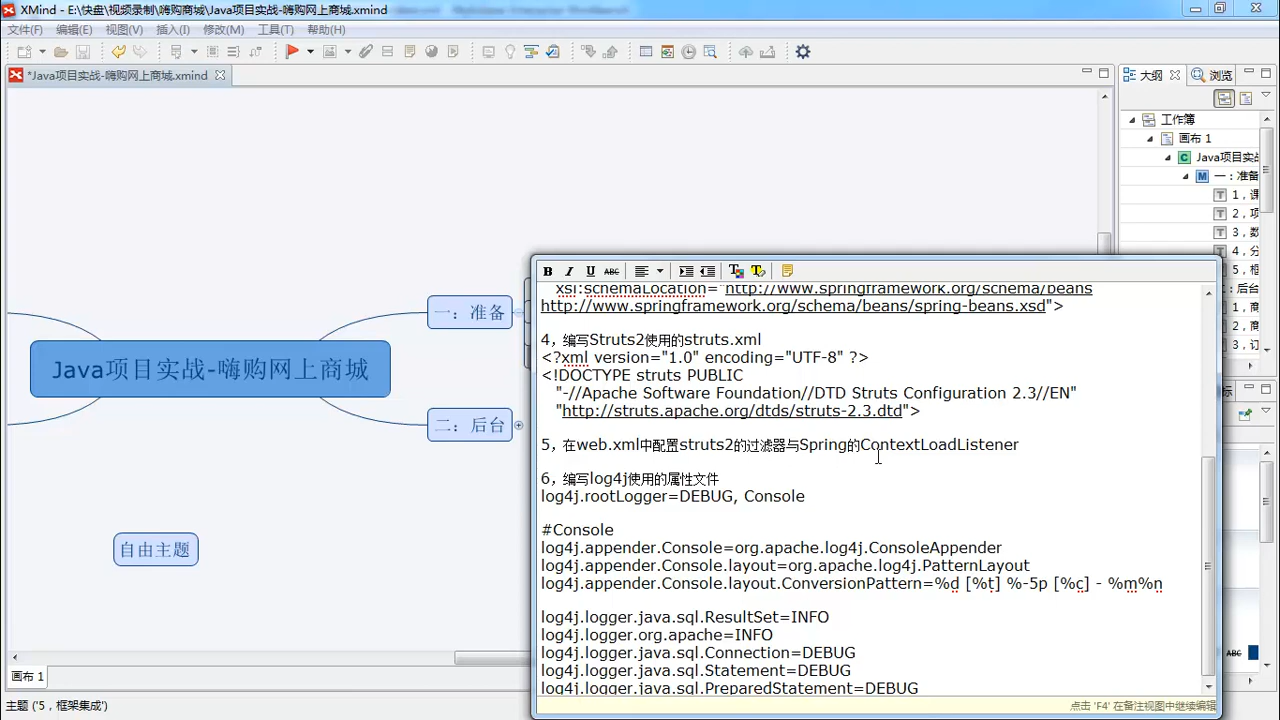 XMind - E:\快盘\视频录制\嗨购商城\Java项目实战-嗨购网上商城.xmind
文件(F) 编辑(E) 视图(V) 插入(I) 修改(M) 工具(T) 帮助(H)
*Java项目实战-嗨购网上商城.xmind
大纲 浏览
工作簿
画布 1
Java项目实战
一：准备
1，课
2，项
3，数
4，分
5，框
二：后台
1，商
2，商
3，订
一：准备
Java项目实战-嗨购网上商城
二：后台
自由主题
xsi:schemaLocation="http://www.springframework.org/schema/beans
http://www.springframework.org/schema/beans/spring-beans.xsd">
4，编写Struts2使用的struts.xml
<?xml version="1.0" encoding="UTF-8" ?>
<!DOCTYPE struts PUBLIC
"-//Apache Software Foundation//DTD Struts Configuration 2.3//EN"
"http://struts.apache.org/dtds/struts-2.3.dtd">
5，在web.xml中配置struts2的过滤器与Spring的ContextLoadListener
6，编写log4j使用的属性文件
log4j.rootLogger=DEBUG, Console
#Console
log4j.appender.Console=org.apache.log4j.ConsoleAppender
log4j.appender.Console.layout=org.apache.log4j.PatternLayout
log4j.appender.Console.layout.ConversionPattern=%d [%t] %-5p [%c] - %m%n
log4j.logger.java.sql.ResultSet=INFO
log4j.logger.org.apache=INFO
log4j.logger.java.sql.Connection=DEBUG
log4j.logger.java.sql.Statement=DEBUG
log4j.logger.java.sql.PreparedStatement=DEBUG
点击 'F4' 在备注视图中继续编辑
画布 1
主题 ('5，框架集成')